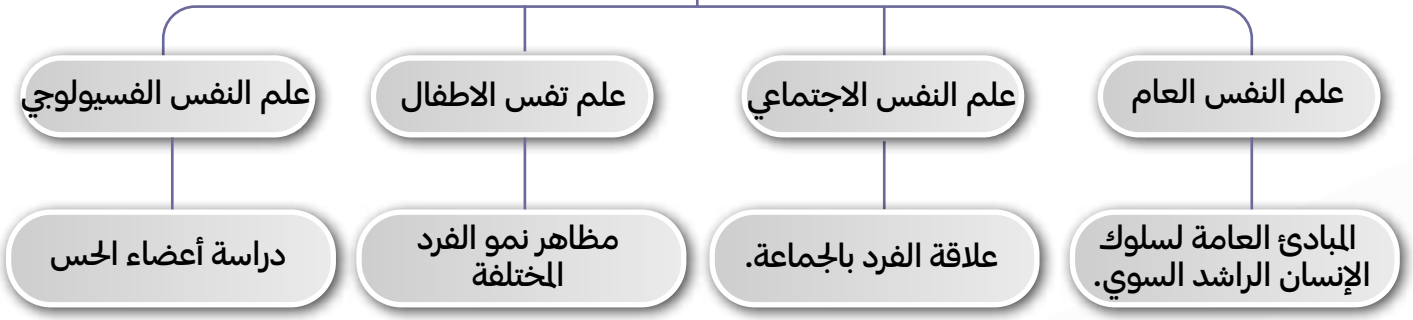 علم النفس العام
علم النفس الاجتماعي
علم تفس الاطفال
علم النفس الفسيولوجي
المبادئ العامة لسلوك
الإنسان الراشد السوي.
علاقة الفرد بالجماعة.
مظاهر نمو الفرد
المختلفة
دراسة أعضاء الحس